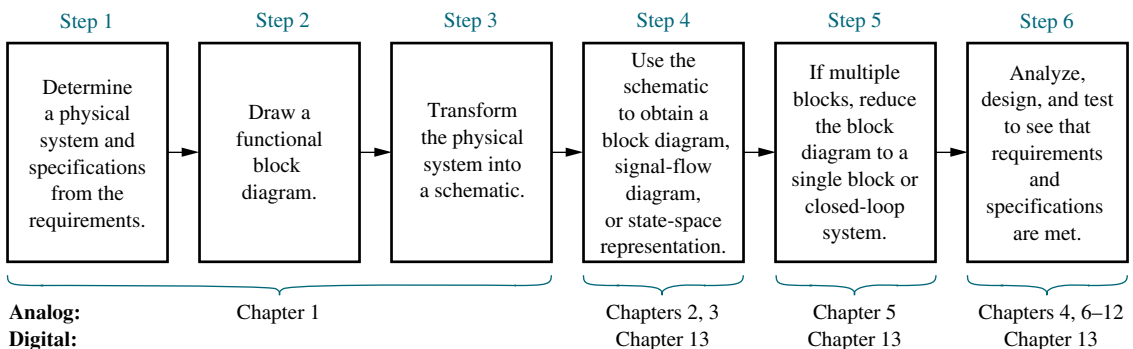 Step 1
Step 2
Step 3
Step 4
Step 5
Step 6
Determine
a physical
system and
specifications
from the
requirements.
Draw a
functional
block
diagram.
Transform
the physical
system into
a schematic.
Use the
schematic
to obtain a
block diagram,
signal-flow
diagram,
or state-space
representation.
If multiple
blocks, reduce
the block
diagram to a
single block or
closed-loop
system.
Analyze,
design, and test
to see that
requirements
and
specifications
are met.
Analog: Chapter 1 Chapters 2, 3 Chapter 5 Chapters 4, 6–12
Digital: Chapter 13 Chapter 13 Chapter 13